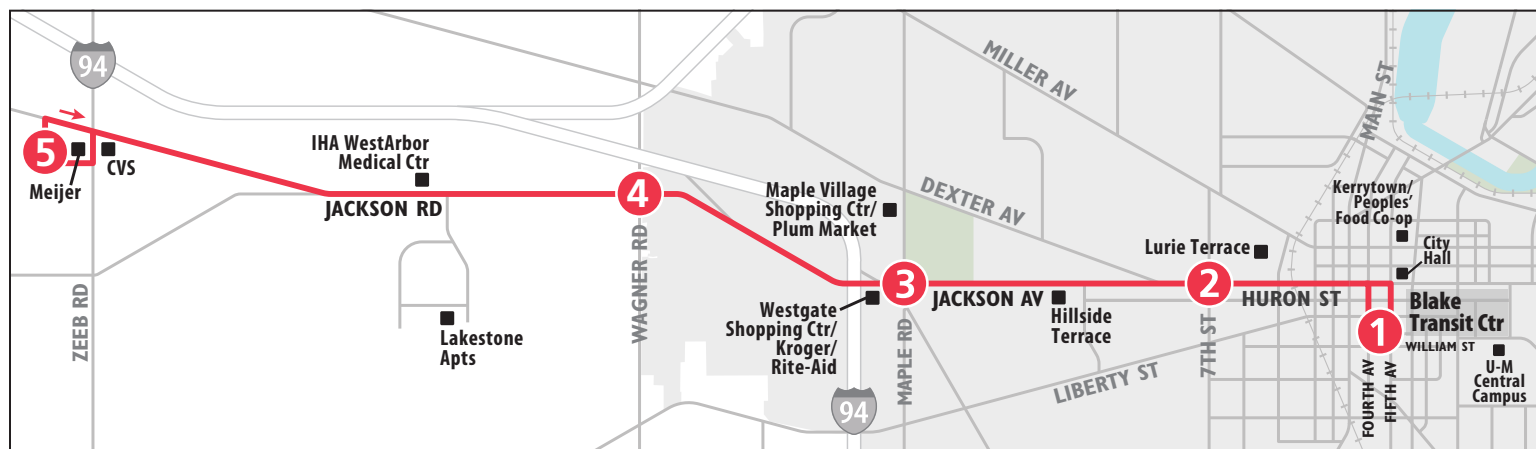 94
5
Meijer
CVS
ZEEB RD
IHA WestArbor
Medical Ctr
JACKSON RD
Lakestone
Apts
4
WAGNER RD
Maple Village
Shopping Ctr/
Plum Market
Westgate
Shopping Ctr/
Kroger/
Rite-Aid
94
3
MAPLE RD
JACKSON AV
Hillside
Terrace
DEXTER AV
MILLER AV
LIBERTY ST
Lurie Terrace
2
7TH ST
HURON ST
MAIN ST
Kerrytown/
Peoples'
Food Co-op
City
Hall
Blake
Transit Ctr
1
WILLIAM ST
FOURTH AV
FIFTH AV
U-M
Central
Campus